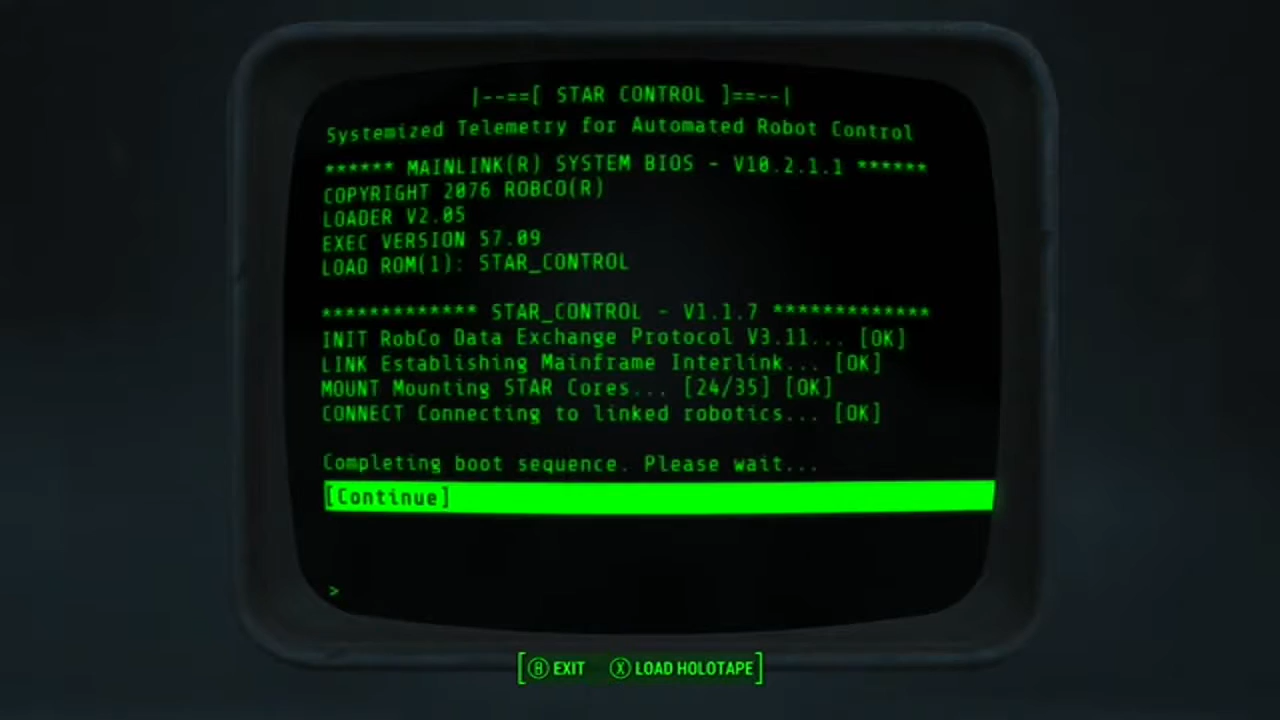 |--==[ STAR CONTROL ]==--|
Systemized Telemetry for Automated Robot Control
****** MAINLINK(R) SYSTEM BIOS - V10.2.1.1 ******
COPYRIGHT 2076 ROBCO(R)
LOADER V2.05
EXEC VERSION 57.09
LOAD ROM(1): STAR_CONTROL
************* STAR_CONTROL - V1.1.7 *************
INIT RobCo Data Exchange Protocol V3.11... [OK]
LINK Establishing Mainframe Interlink... [OK]
MOUNT Mounting STAR Cores... [24/35] [OK]
CONNECT Connecting to linked robotics... [OK]
Completing boot sequence. Please wait...
[Continue]
>
[Ⓑ EXIT Ⓧ LOAD HOLOTAPE]